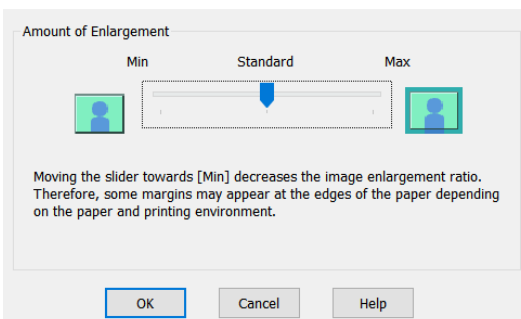 Amount of Enlargement
Min Standard Max
Moving the slider towards [Min] decreases the image enlargement ratio.
Therefore, some margins may appear at the edges of the paper depending
on the paper and printing environment.
OK Cancel Help